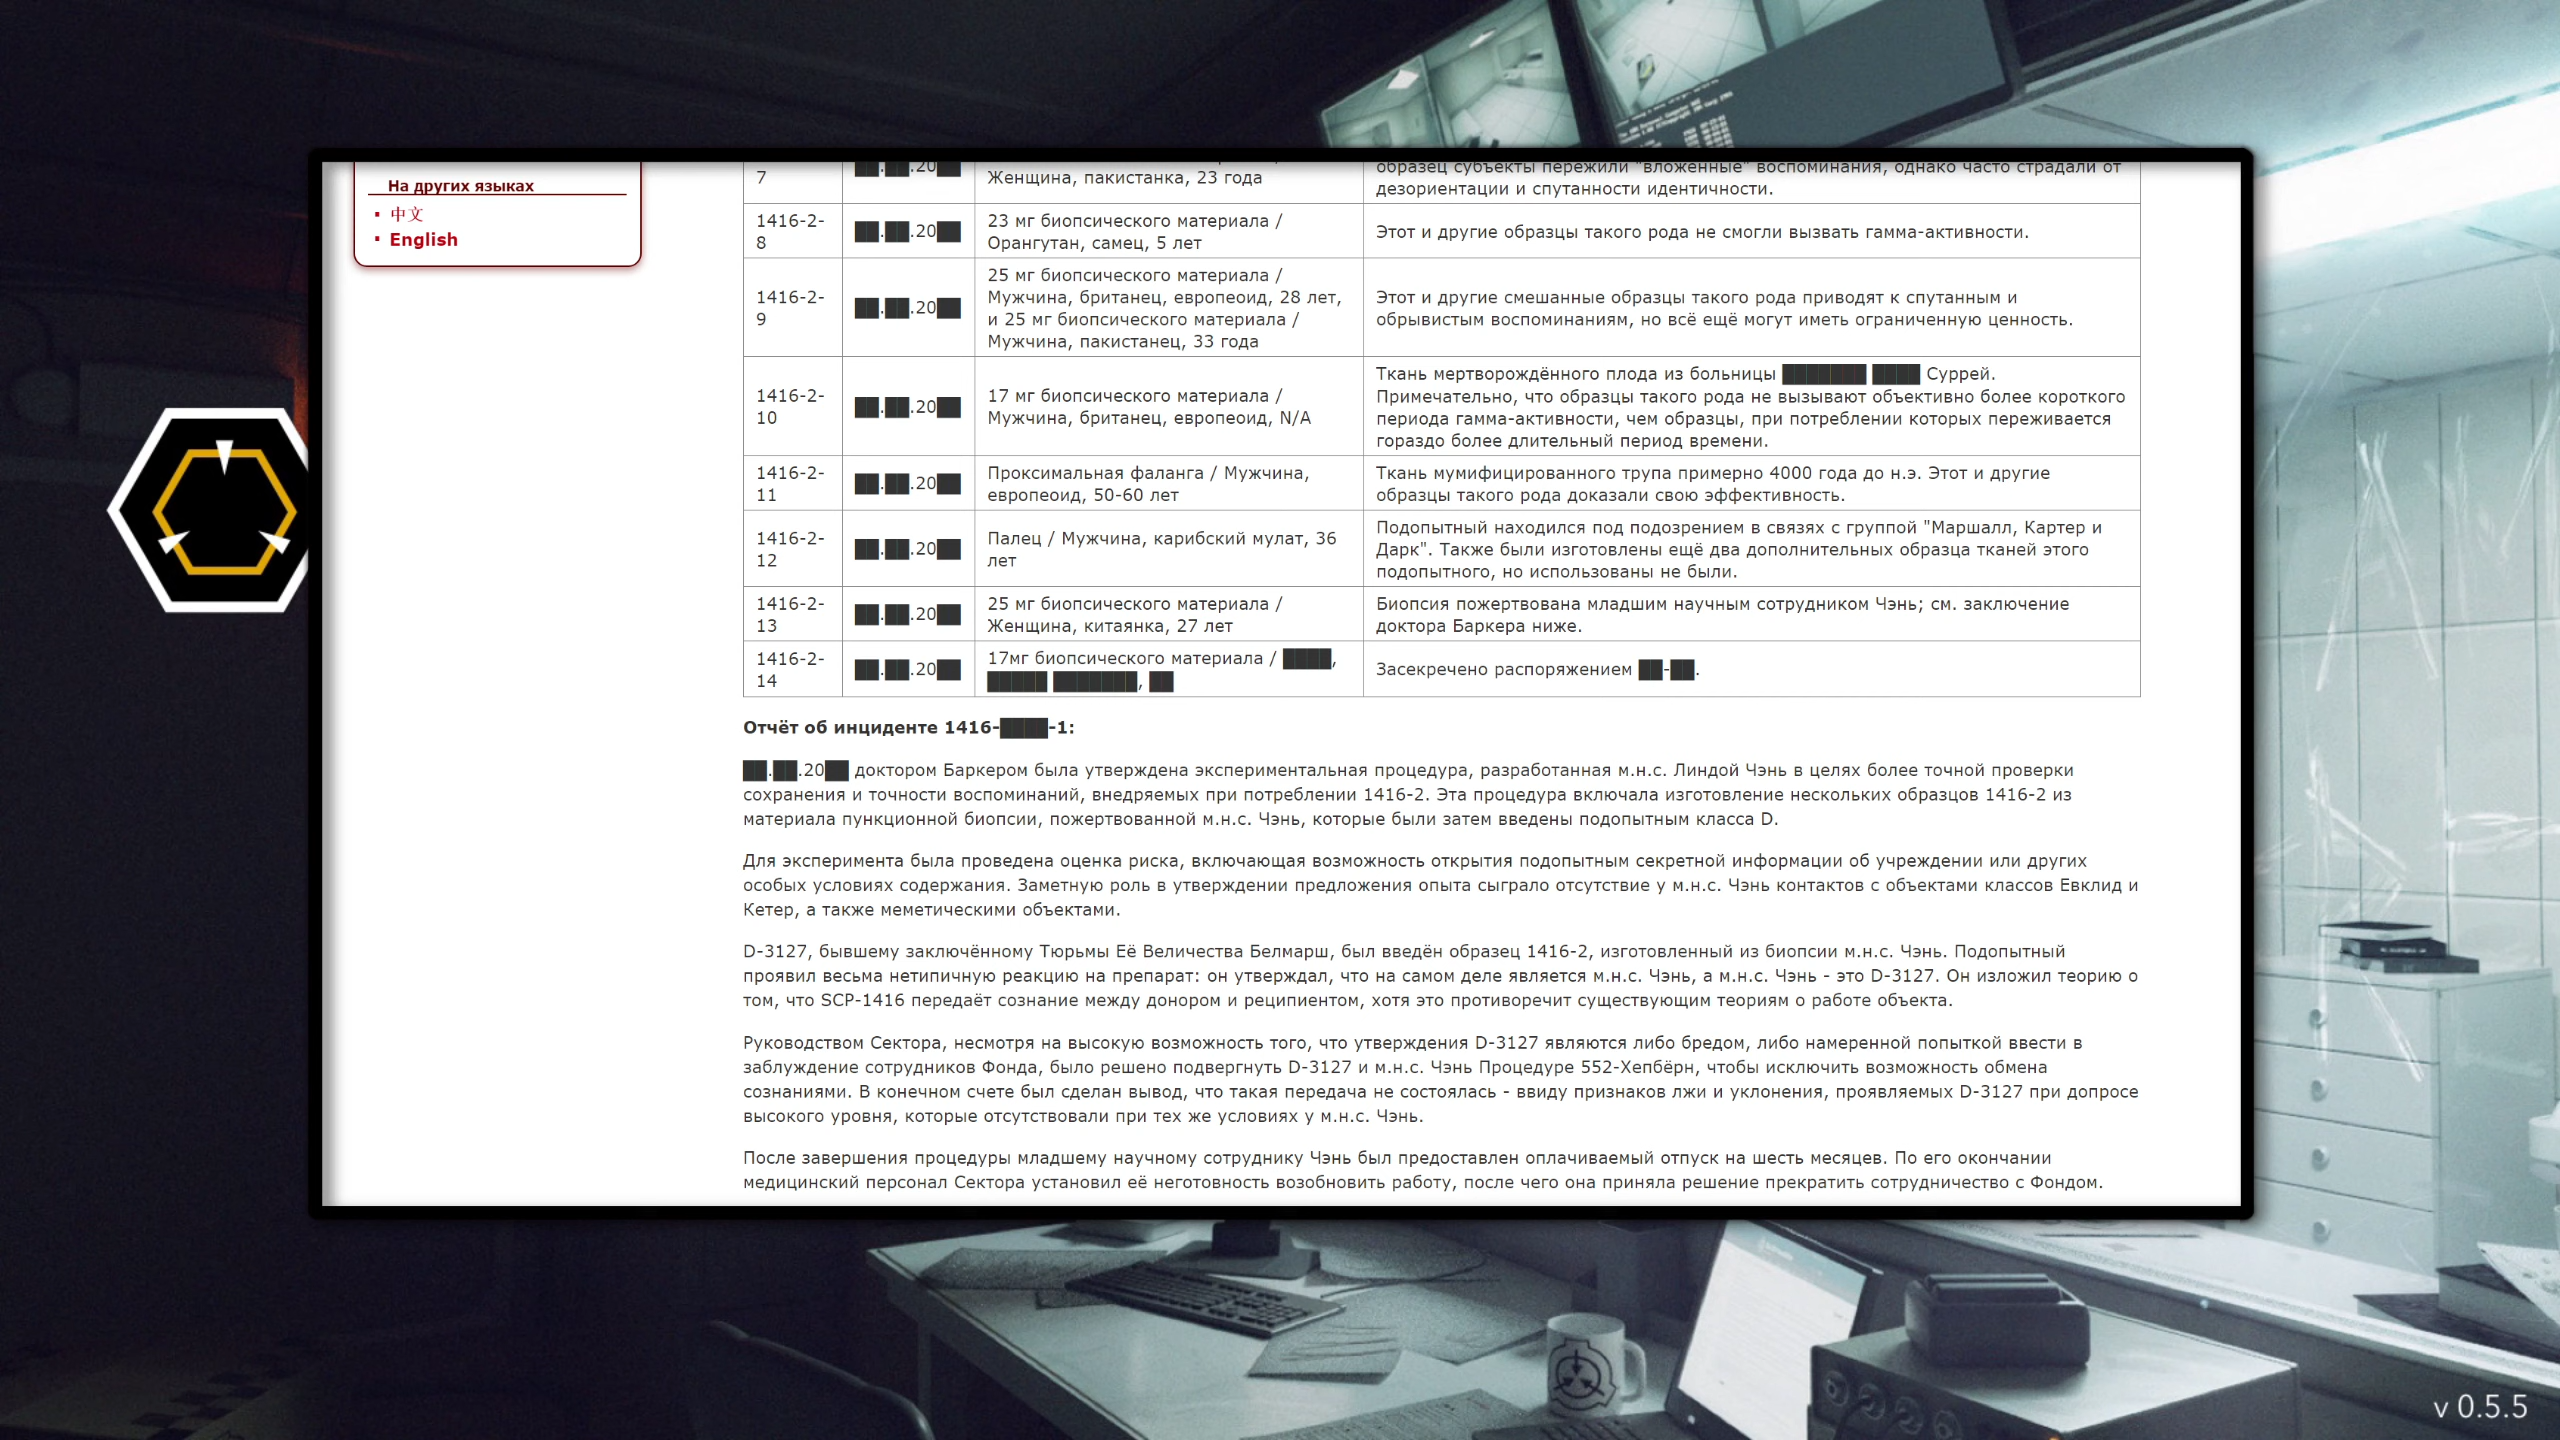 На других языках
中文
English
7
██.██.20██
Женщина, пакистанка, 23 года
образец субъекты пережили "вложенные" воспоминания, однако часто страдали от
дезориентации и спутанности идентичности.
1416-2-
8
██.██.20██
23 мг биопсического материала /
Орангутан, самец, 5 лет
Этот и другие образцы такого рода не смогли вызвать гамма-активности.
1416-2-
9
██.██.20██
25 мг биопсического материала /
Мужчина, британец, европеоид, 28 лет,
и 25 мг биопсического материала /
Мужчина, пакистанец, 33 года
Этот и другие смешанные образцы такого рода приводят к спутанным и
обрывистым воспоминаниям, но всё ещё могут иметь ограниченную ценность.
1416-2-
10
██.██.20██
17 мг биопсического материала /
Мужчина, британец, европеоид, N/A
Ткань мертворождённого плода из больницы ███████ ████ Суррей.
Примечательно, что образцы такого рода не вызывают объективно более короткого
периода гамма-активности, чем образцы, при потреблении которых переживается
гораздо более длительный период времени.
1416-2-
11
██.██.20██
Проксимальная фаланга / Мужчина,
европеоид, 50-60 лет
Ткань мумифицированного трупа примерно 4000 года до н.э. Этот и другие
образцы такого рода доказали свою эффективность.
1416-2-
12
██.██.20██
Палец / Мужчина, карибский мулат, 36
лет
Подопытный находился под подозрением в связях с группой "Маршалл, Картер и
Дарк". Также были изготовлены ещё два дополнительных образца тканей этого
подопытного, но использованы не были.
1416-2-
13
██.██.20██
25 мг биопсического материала /
Женщина, китаянка, 27 лет
Биопсия пожертвована младшим научным сотрудником Чэнь; см. заключение
доктора Баркера ниже.
1416-2-
14
██.██.20██
17мг биопсического материала / ████,
█████ ███████, ██
Засекречено распоряжением ██-██.
Отчёт об инциденте 1416-████-1:
██.██.20██ доктором Баркером была утверждена экспериментальная процедура, разработанная м.н.с. Линдой Чэнь в целях более точной проверки
сохранения и точности воспоминаний, внедряемых при потреблении 1416-2. Эта процедура включала изготовление нескольких образцов 1416-2 из
материала пункционной биопсии, пожертвованной м.н.с. Чэнь, которые были затем введены подопытным класса D.
Для эксперимента была проведена оценка риска, включающая возможность открытия подопытным секретной информации об учреждении или других
особых условиях содержания. Заметную роль в утверждении предложения опыта сыграло отсутствие у м.н.с. Чэнь контактов с объектами классов Евклид и
Кетер, а также меметическими объектами.
D-3127, бывшему заключённому Тюрьмы Её Величества Белмарш, был введён образец 1416-2, изготовленный из биопсии м.н.с. Чэнь. Подопытный
проявил весьма нетипичную реакцию на препарат: он утверждал, что на самом деле является м.н.с. Чэнь, а м.н.с. Чэнь - это D-3127. Он изложил теорию о
том, что SCP-1416 передаёт сознание между донором и реципиентом, хотя это противоречит существующим теориям о работе объекта.
Руководством Сектора, несмотря на высокую возможность того, что утверждения D-3127 являются либо бредом, либо намеренной попыткой ввести в
заблуждение сотрудников Фонда, было решено подвергнуть D-3127 и м.н.с. Чэнь Процедуре 552-Хепбёрн, чтобы исключить возможность обмена
сознаниями. В конечном счете был сделан вывод, что такая передача не состоялась - ввиду признаков лжи и уклонения, проявляемых D-3127 при допросе
высокого уровня, которые отсутствовали при тех же условиях у м.н.с. Чэнь.
После завершения процедуры младшему научному сотруднику Чэнь был предоставлен оплачиваемый отпуск на шесть месяцев. По его окончании
медицинский персонал Сектора установил её неготовность возобновить работу, после чего она приняла решение прекратить сотрудничество с Фондом.
v 0.5.5